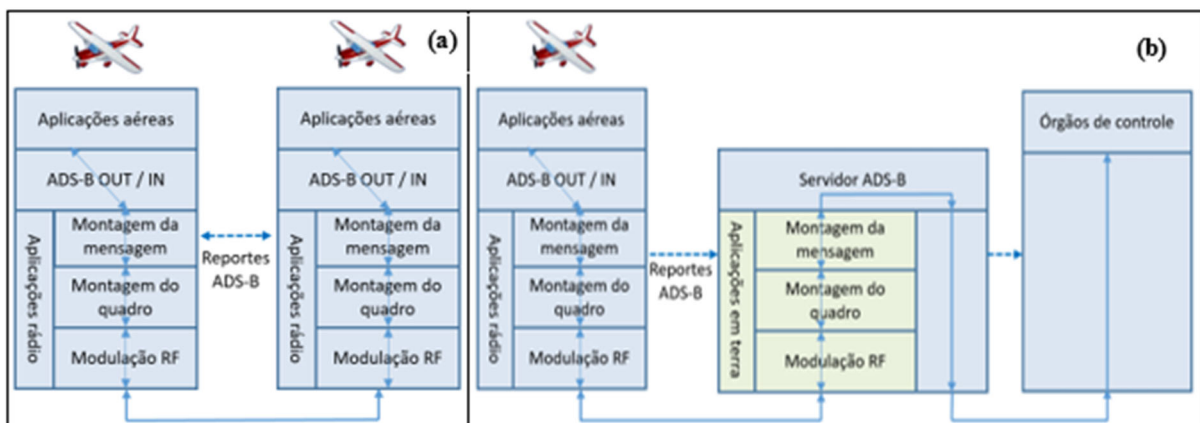 (a)
Aplicações aéreas
ADS-B OUT / IN
Aplicações rádio
Montagem da
mensagem
Montagem do
quadro
Modulação RF
Reportes
ADS-B
Aplicações aéreas
ADS-B OUT / IN
Aplicações rádio
Montagem da
mensagem
Montagem do
quadro
Modulação RF
(b)
Aplicações aéreas
ADS-B OUT / IN
Aplicações rádio
Montagem da
mensagem
Montagem do
quadro
Modulação RF
Reportes
ADS-B
Servidor ADS-B
Aplicações em terra
Montagem da
mensagem
Montagem do
quadro
Modulação RF
Órgãos de controle